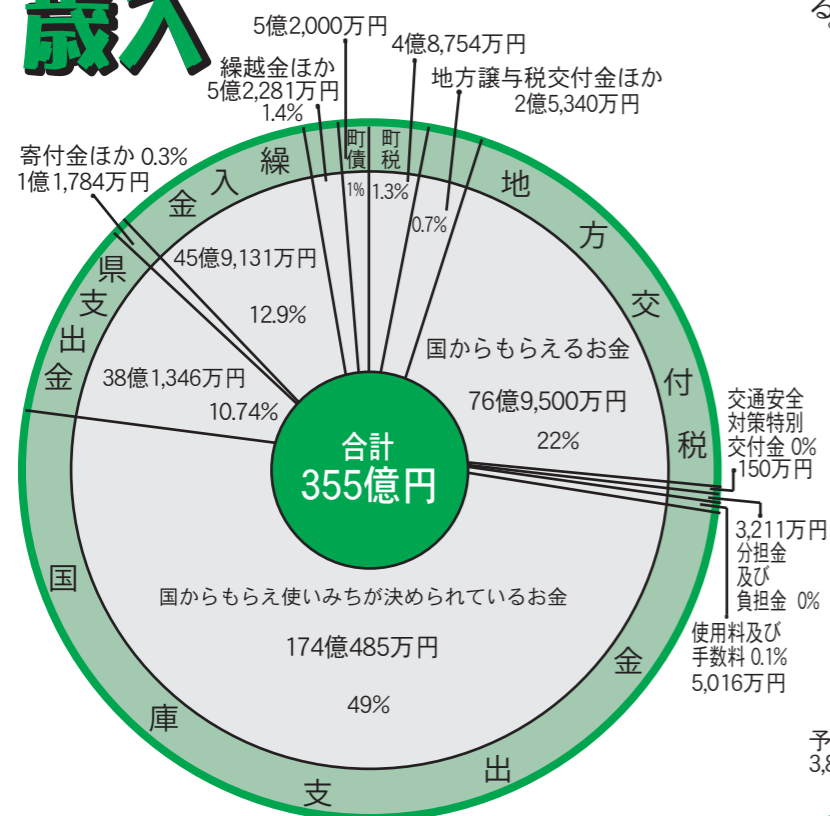 歳入
5億2,000万円
4億8,754万円
繰越金ほか
5億2,281万円
1.4%
地方譲与税交付金ほか
2億5,340万円
寄付金ほか 0.3%
1億1,784万円
町債
1%
町税
1.3%
0.7%
地方交付税
国からもらえるお金
76億9,500万円
22%
交通安全
対策特別
交付金 0%
150万円
3,211万円
分担金
及び
負担金 0%
使用料及び
手数料 0.1%
5,016万円
国庫支出金
国からもらえ使いみちが決められているお金
174億485万円
49%
県支出金
38億1,346万円
10.74%
繰入金
45億9,131万円
12.9%
合計
355億円
る。
予
3,8